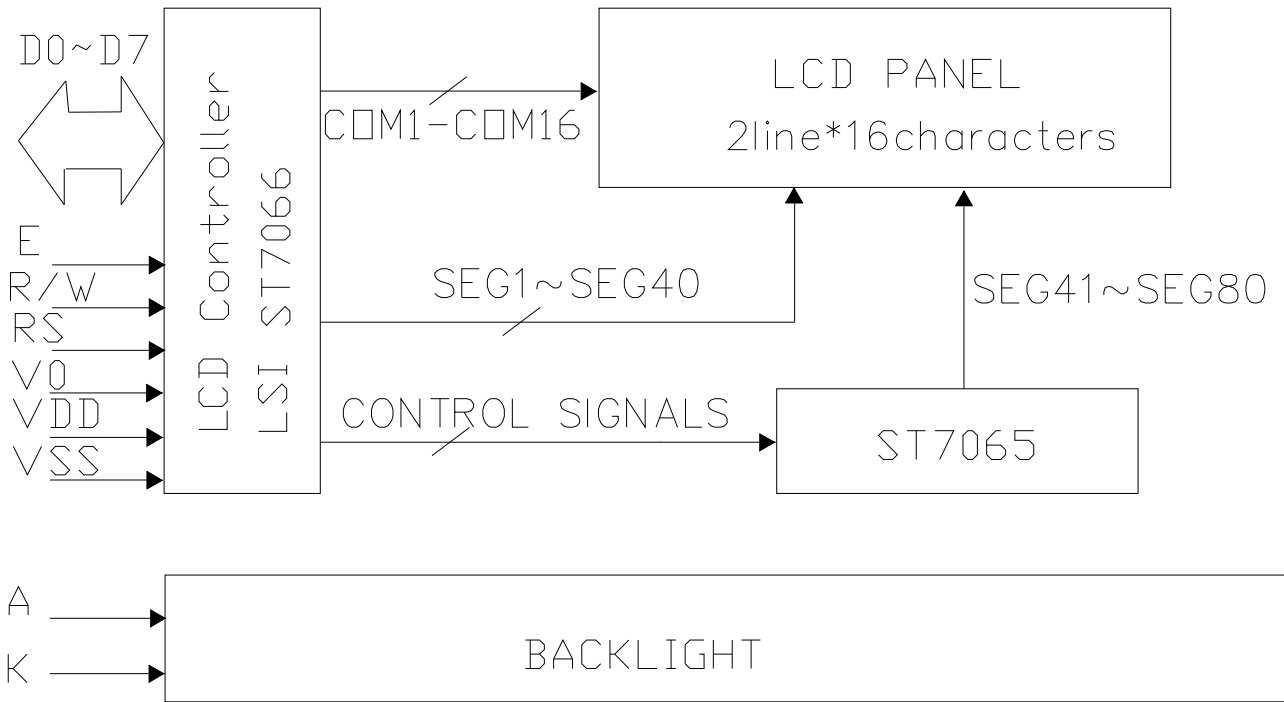 D0~D7
E
R/W
RS
V0
VDD
VSS
LCD Controller
LSI ST7066
COM1-COM16
LCD PANEL
2line*16characters
SEG1~SEG40
SEG41~SEG80
CONTROL SIGNALS
ST7065
A
K
BACKLIGHT